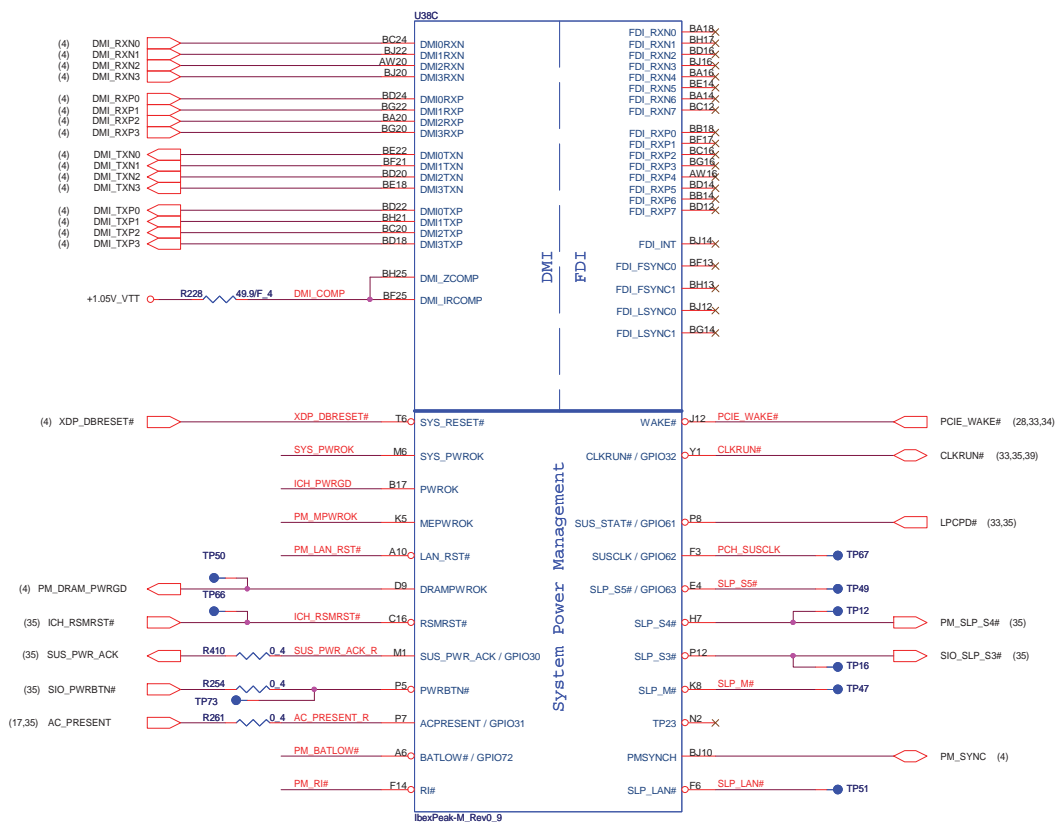 U38C
(4) DMI_RXN0 BC24 DMI0RXN FDI_RXN0 BA18
(4) DMI_RXN1 BJ22 DMI1RXN FDI_RXN1 BH17
(4) DMI_RXN2 AW20 DMI2RXN FDI_RXN2 BD16
(4) DMI_RXN3 BJ20 DMI3RXN FDI_RXN3 BJ16
FDI_RXN4 BA16
FDI_RXN5 BE14
(4) DMI_RXP0 BD24 DMI0RXP FDI_RXN6 BA14
(4) DMI_RXP1 BG22 DMI1RXP FDI_RXN7 BC12
(4) DMI_RXP2 BA20 DMI2RXP
(4) DMI_RXP3 BG20 DMI3RXP FDI_RXP0 BB18
FDI_RXP1 BF17
(4) DMI_TXN0 BE22 DMI0TXN FDI_RXP2 BC16
(4) DMI_TXN1 BF21 DMI1TXN FDI_RXP3 BG16
(4) DMI_TXN2 BD20 DMI2TXN FDI_RXP4 AW16
(4) DMI_TXN3 BE18 DMI3TXN FDI_RXP5 BD14
FDI_RXP6 BB14
(4) DMI_TXP0 BD22 DMI0TXP FDI_RXP7 BD12
(4) DMI_TXP1 BH21 DMI1TXP
(4) DMI_TXP2 BC20 DMI2TXP
(4) DMI_TXP3 BD18 DMI3TXP FDI_INT BJ14
DMI FDI
FDI_FSYNC0 BF13
BH25 DMI_ZCOMP
FDI_FSYNC1 BH13
+1.05V_VTT R228 49.9/F_4 DMI_COMP BF25 DMI_IRCOMP
FDI_LSYNC0 BJ12
FDI_LSYNC1 BG14
(4) XDP_DBRESET# XDP_DBRESET# T6 SYS_RESET# WAKE# J12 PCIE_WAKE# PCIE_WAKE# (28,33,34)
SYS_PWROK M6 SYS_PWROK CLKRUN# / GPIO32 Y1 CLKRUN# CLKRUN# (33,35,39)
ICH_PWRGD B17 PWROK
System Power Management
PM_MPWROK K5 MEPWROK SUS_STAT# / GPIO61 P8 LPCPD# (33,35)
PM_LAN_RST# A10 LAN_RST# SUSCLK / GPIO62 F3 PCH_SUSCLK TP67
TP50
(4) PM_DRAM_PWRGD D9 DRAMPWROK SLP_S5# / GPIO63 E4 SLP_S5# TP49
TP66 TP12
(35) ICH_RSMRST# ICH_RSMRST# C16 RSMRST# SLP_S4# H7 PM_SLP_S4# (35)
(35) SUS_PWR_ACK R410 0_4 SUS_PWR_ACK_R M1 SUS_PWR_ACK / GPIO30 SLP_S3# P12 SIO_SLP_S3# (35)
TP16
(35) SIO_PWRBTN# R254 0_4 P5 PWRBTN# SLP_M# K8 SLP_M# TP47
TP73
(17,35) AC_PRESENT R261 0_4 AC_PRESENT_R P7 ACPRESENT / GPIO31 TP23 N2
PM_BATLOW# A6 BATLOW# / GPIO72 PMSYNCH BJ10 PM_SYNC (4)
PM_RI# F14 RI# SLP_LAN# F6 SLP_LAN# TP51
IbexPeak-M_Rev0_9